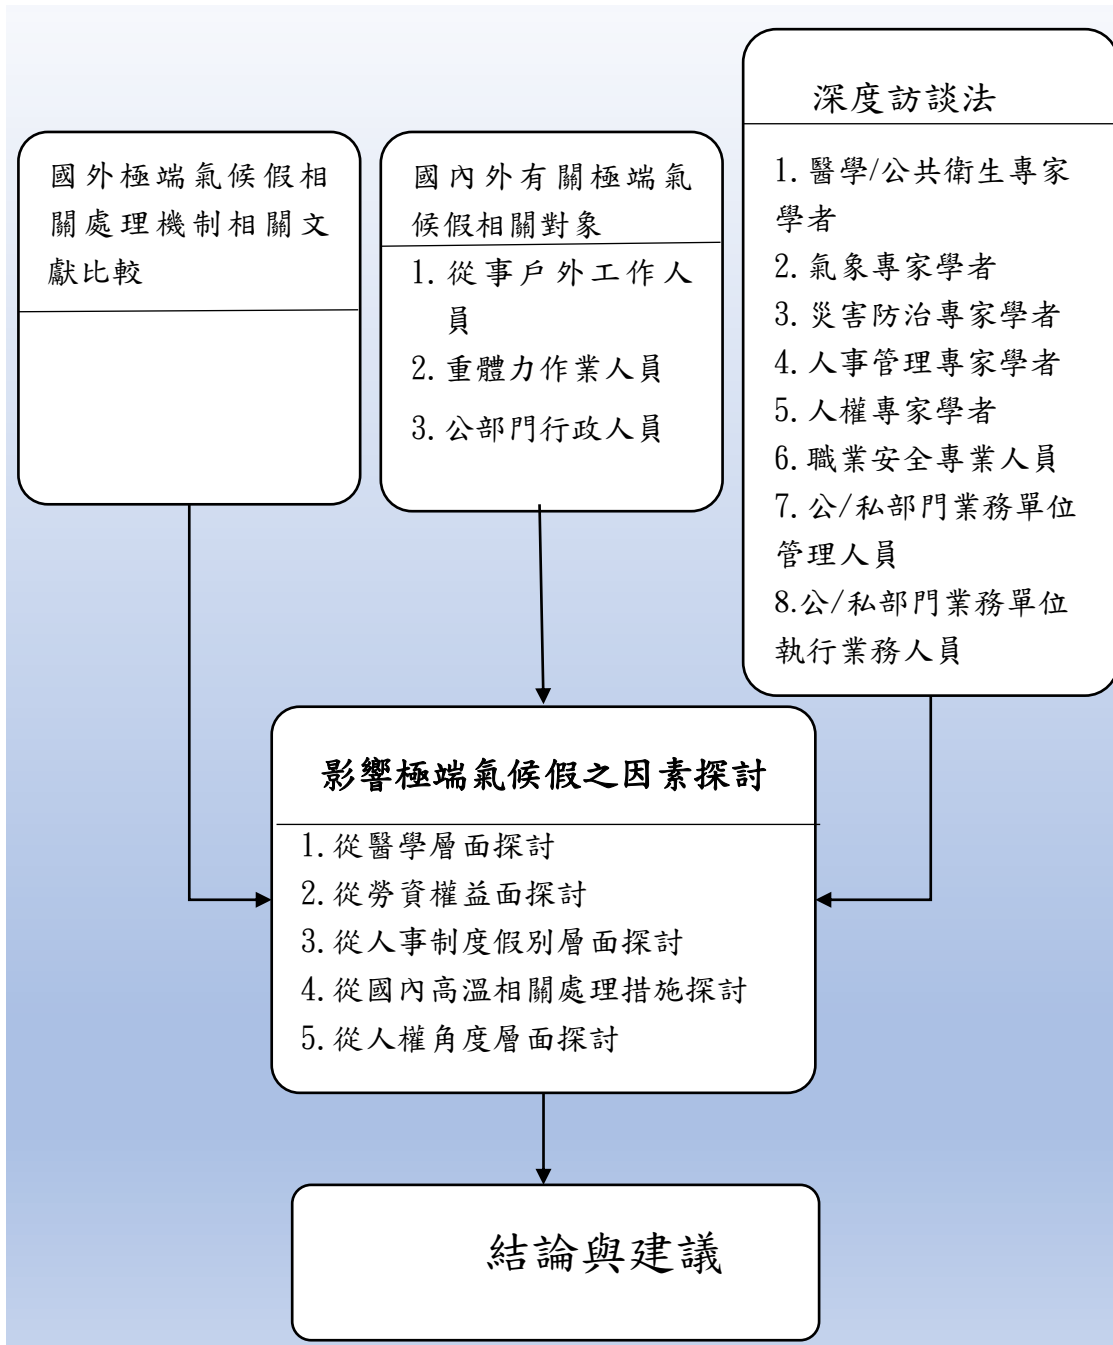 國外極端氣候假相
關處理機制相關文
獻比較
國內外有關極端氣
候假相關對象
1.從事戶外工作人
員
2.重體力作業人員
3.公部門行政人員
深度訪談法
1.醫學/公共衛生專家
學者
2.氣象專家學者
3.災害防治專家學者
4.人事管理專家學者
5.人權專家學者
6.職業安全專業人員
7.公/私部門業務單位
管理人員
8.公/私部門業務單位
執行業務人員
影響極端氣候假之因素探討
1.從醫學層面探討
2.從勞資權益面探討
3.從人事制度假別層面探討
4.從國內高溫相關處理措施探討
5.從人權角度層面探討
結論與建議